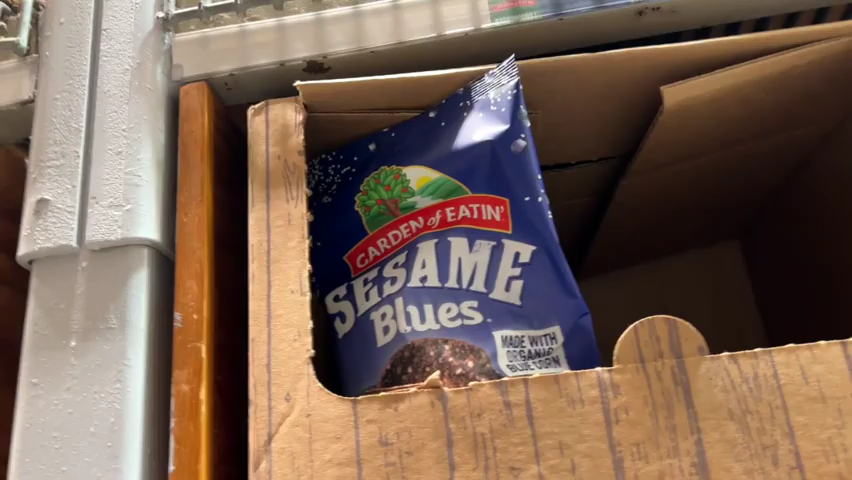 GARDEN of EATIN'
SESAME
Blues
MADE WITH
ORGANIC
BLUE CORN